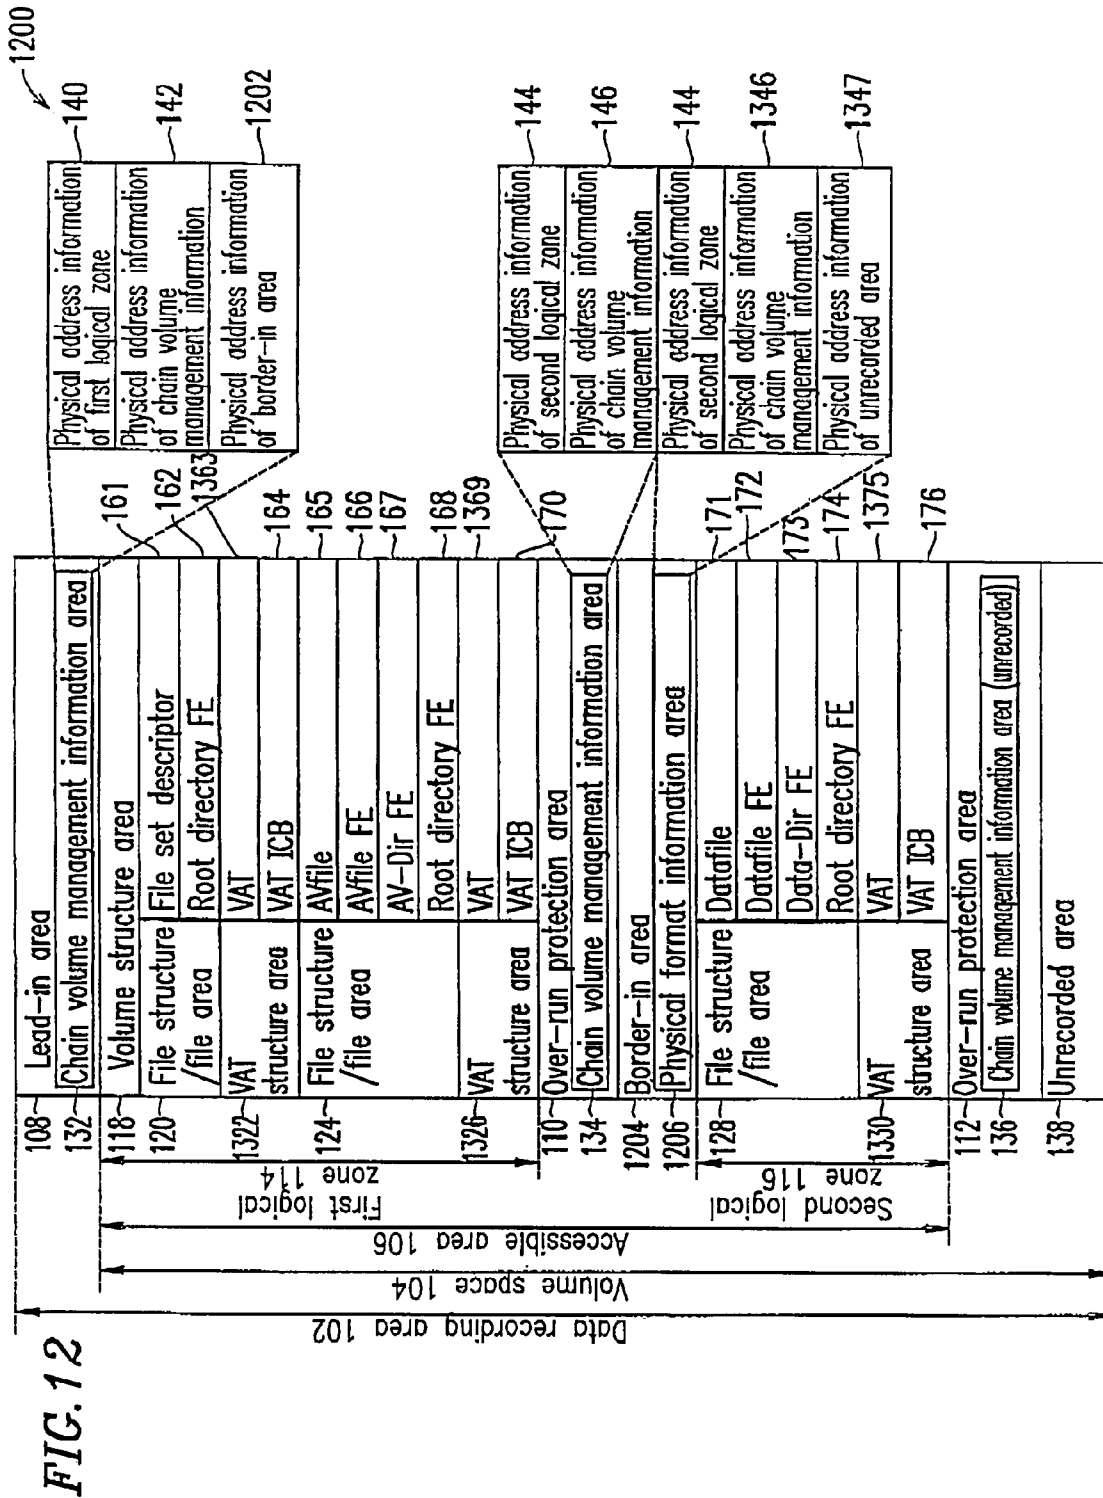 FIG.12
1200
Data recording area 102
Volume space 104
Accessible area 106
First logical
zone 114
Second logical
zone 116
108
Lead-in area
132
Chain volume management information area
118
Volume structure area
120
File structure
/file area
File set descriptor
161
Root directory FE
162
1322
VAT
structure area
VAT
1363
VAT ICB
164
124
File structure
/file area
AVfile
165
AVfile FE
166
AV-Dir FE
167
Root directory FE
168
1326
VAT
structure area
VAT
1369
VAT ICB
170
110
Over-run protection area
134
Chain volume management information area
1204
Border-in area
1206
Physical format information area
128
File structure
/file area
Datafile
171
Datafile FE
172
Data-Dir FE
173
Root directory FE
174
1330
VAT
structure area
VAT
1375
VAT ICB
176
112
Over-run protection area
136
Chain volume management information area (unrecorded)
138
Unrecorded area
Physical address information
of first logical zone
140
Physical address information
of chain volume
management information
142
Physical address information
of border-in area
1202
Physical address information
of second logical zone
144
Physical address information
of chain volume
management information
146
Physical address information
of second logical zone
144
Physical address information
of chain volume
management information
1346
Physical address information
of unrecorded area
1347